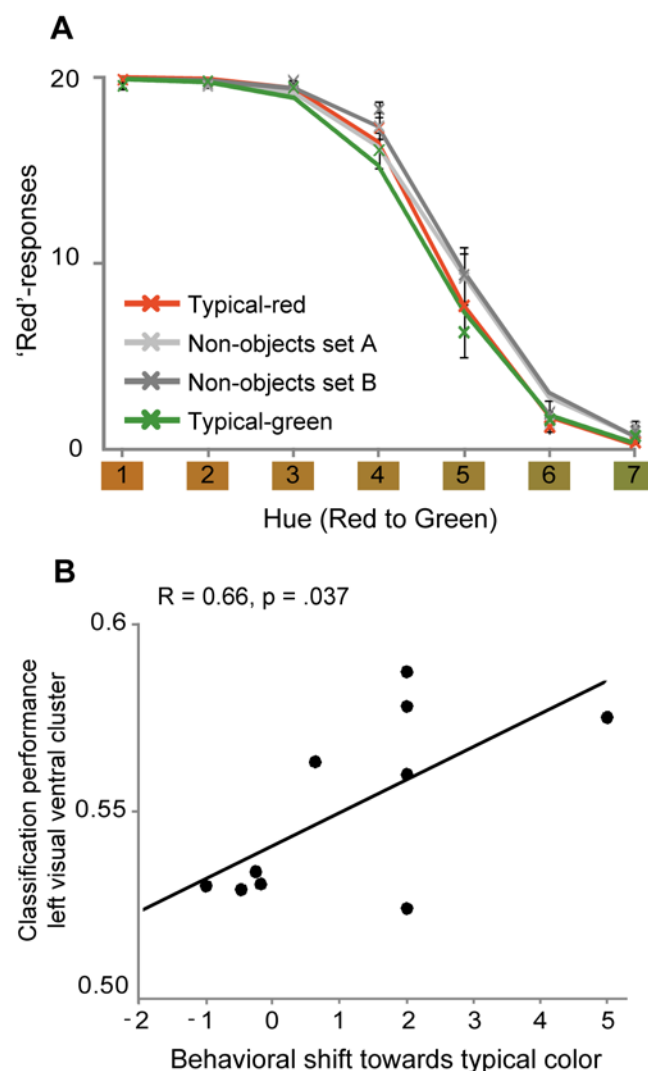 A
20
10
0
'Red'-responses
Typical-red
Non-objects set A
Non-objects set B
Typical-green
1 2 3 4 5 6 7
Hue (Red to Green)
B
R = 0.66, p = .037
0.6
0.55
0.50
Classification performance
left visual ventral cluster
-2 -1 0 1 2 3 4 5
Behavioral shift towards typical color